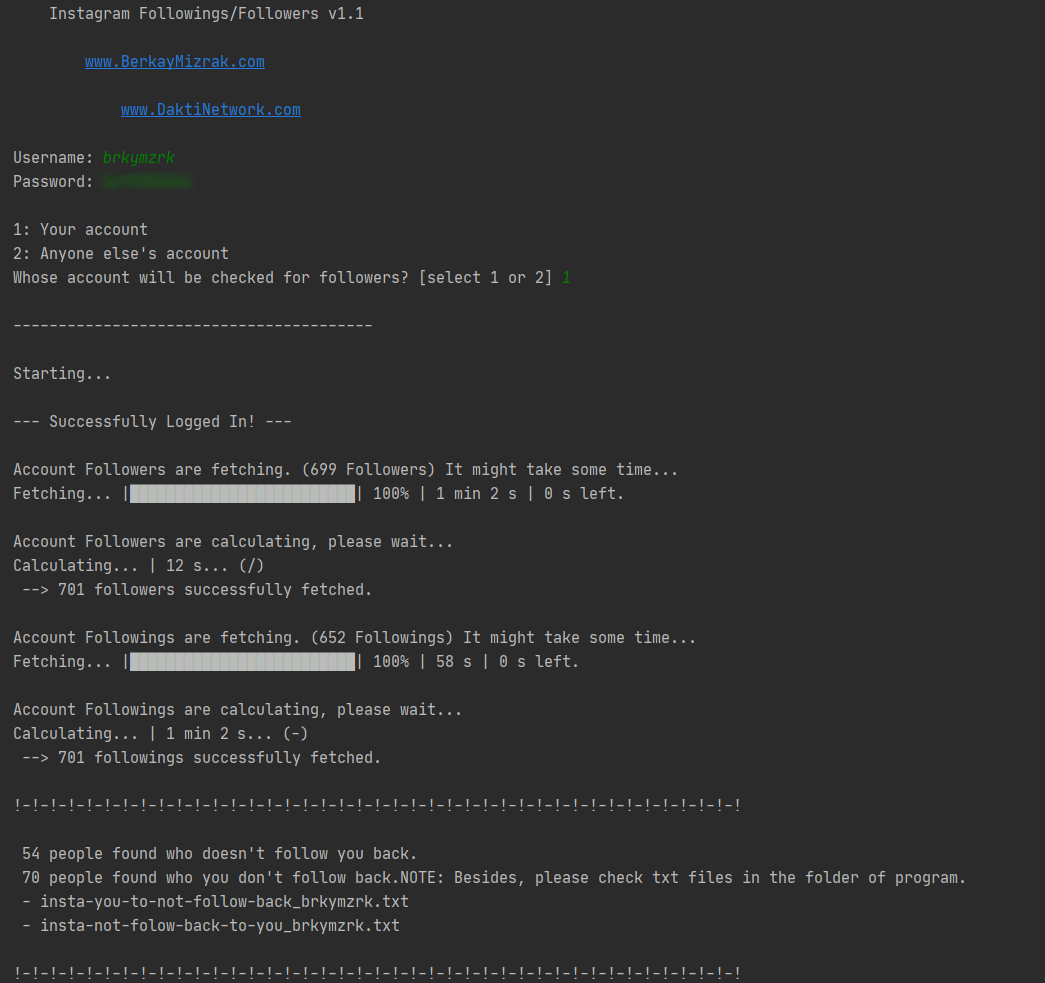 Instagram Followings/Followers v1.1
www.BerkayMizrak.com
www.DaktiNetwork.com
Username: brkymzrk
Password:
1: Your account
2: Anyone else's account
Whose account will be checked for followers? [select 1 or 2] 1
----------------------------------------
Starting...
--- Successfully Logged In! ---
Account Followers are fetching. (699 Followers) It might take some time...
Fetching... |█████████████████████████| 100% | 1 min 2 s | 0 s left.
Account Followers are calculating, please wait...
Calculating... | 12 s... (/)
--> 701 followers successfully fetched.
Account Followings are fetching. (652 Followings) It might take some time...
Fetching... |█████████████████████████| 100% | 58 s | 0 s left.
Account Followings are calculating, please wait...
Calculating... | 1 min 2 s... (-)
--> 701 followings successfully fetched.
!-!-!-!-!-!-!-!-!-!-!-!-!-!-!-!-!-!-!-!-!-!-!-!-!-!-!-!-!-!-!-!-!-!-!-!-!-!-!-!-!
54 people found who doesn't follow you back.
70 people found who you don't follow back.NOTE: Besides, please check txt files in the folder of program.
- insta-you-to-not-follow-back_brkymzrk.txt
- insta-not-folow-back-to-you_brkymzrk.txt
!-!-!-!-!-!-!-!-!-!-!-!-!-!-!-!-!-!-!-!-!-!-!-!-!-!-!-!-!-!-!-!-!-!-!-!-!-!-!-!-!